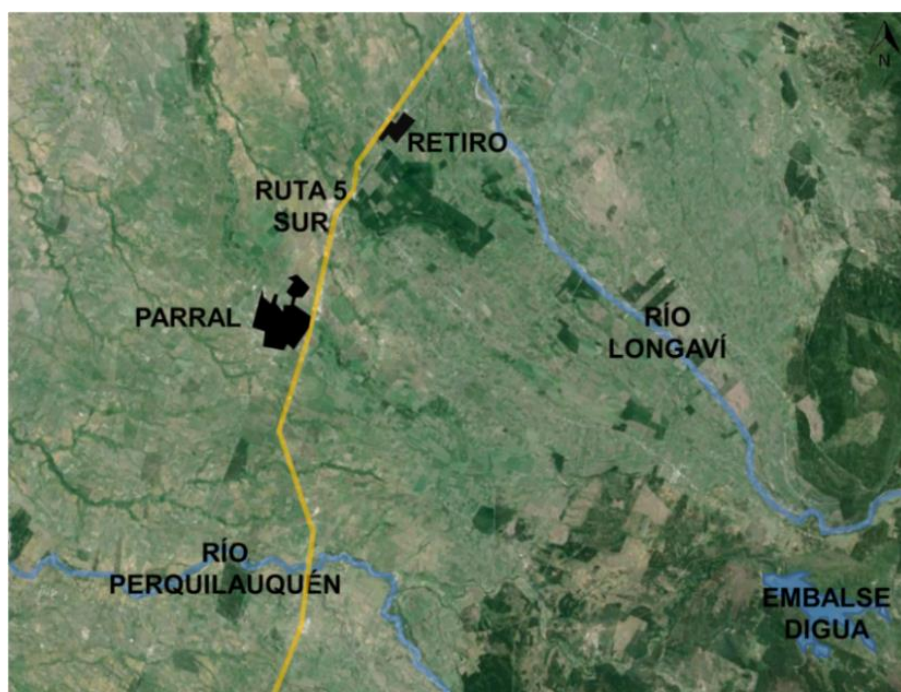 N
RETIRO
RUTA 5
SUR
PARRAL
RÍO
LONGAVÍ
RÍO
PERQUILAUQUÉN
EMBALSE
DIGUA